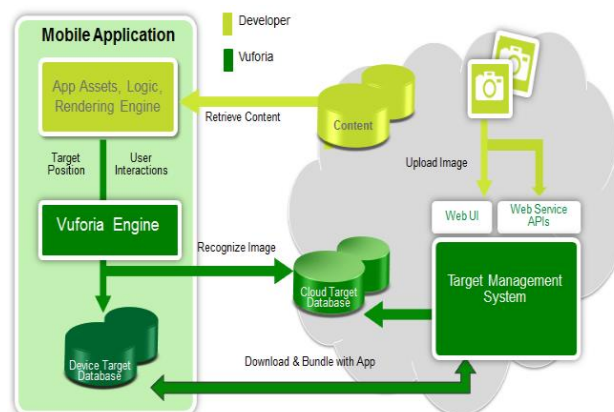 Developer
Vuforia
Mobile Application
App Assets, Logic,
Rendering Engine
Retrieve Content
Content
Target
Position
User
Interactions
Upload Image
Web UI
Web Service
APIs
Vuforia Engine
Recognize Image
Cloud Target
Database
Target Management
System
Device Target
Database
Download & Bundle with App